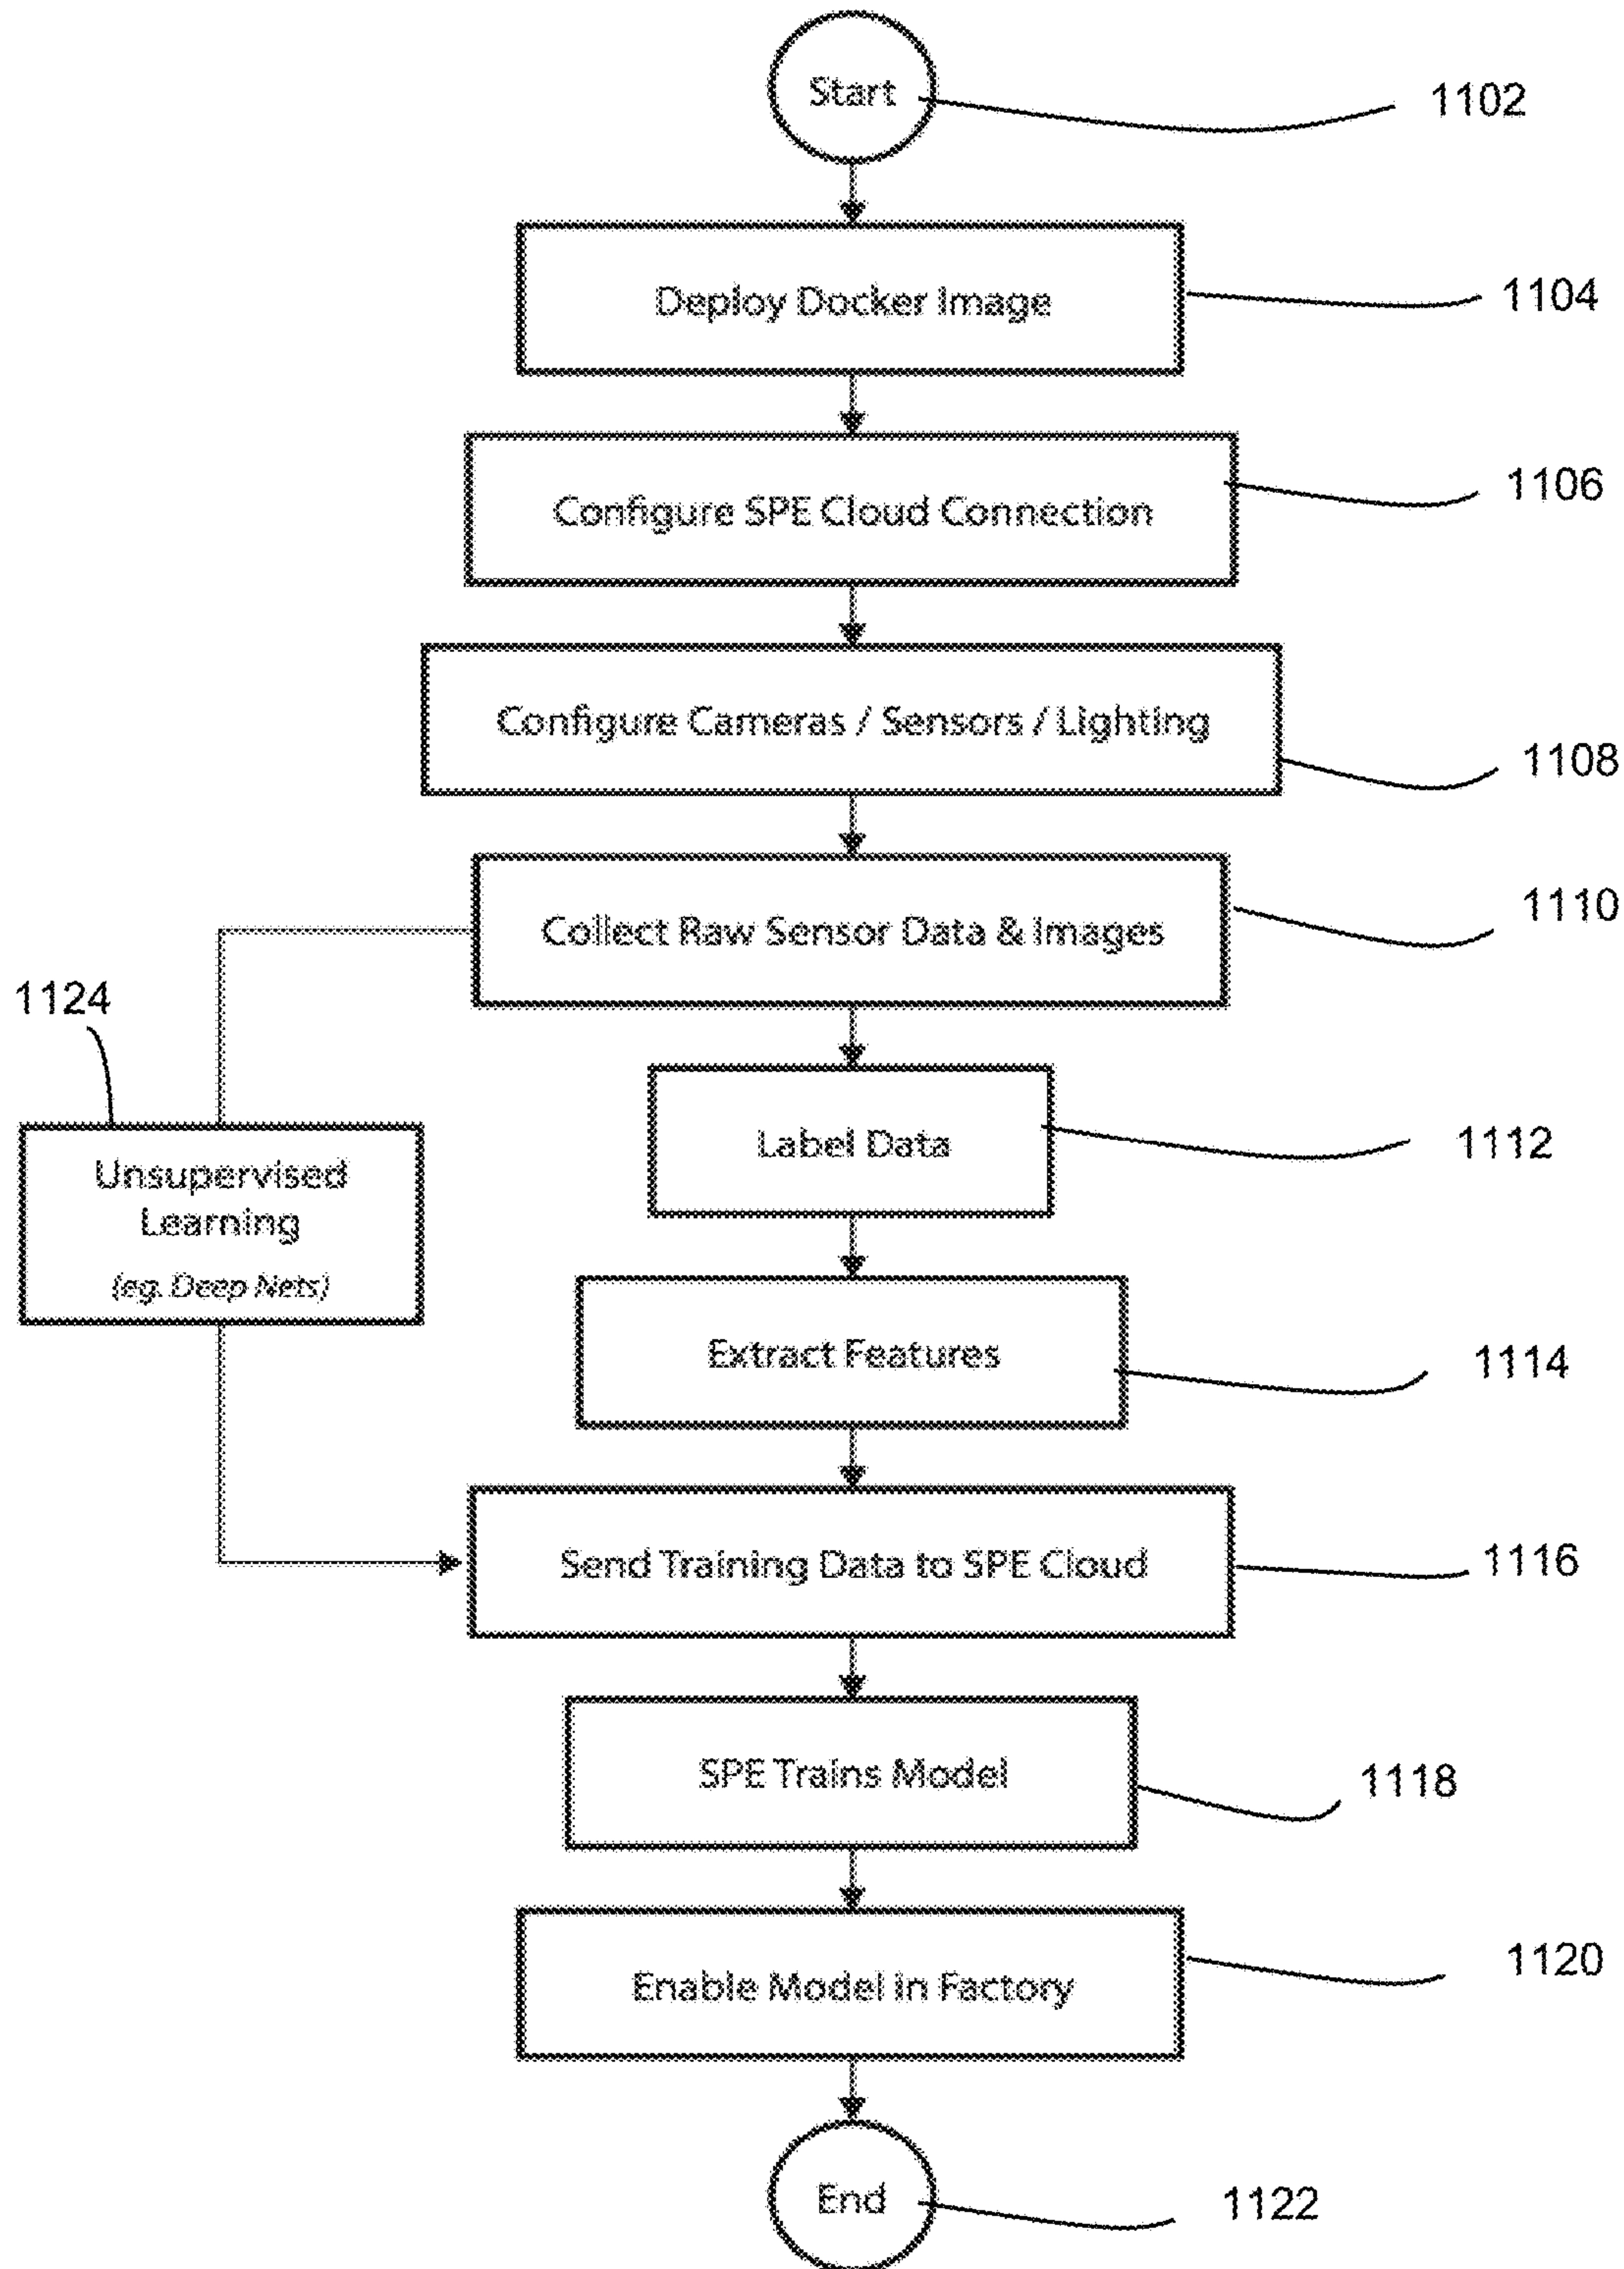 Start
1102
Deploy Docker Image
1104
Configure SPE Cloud Connection
1106
Configure Cameras / Sensors / Lighting
1108
Collect Raw Sensor Data & Images
1110
1124
Unsupervised
Learning
(eg. Deep Nets)
Label Data
1112
Extract Features
1114
Send Training Data to SPE Cloud
1116
SPE Trains Model
1118
Enable Model in Factory
1120
End
1122